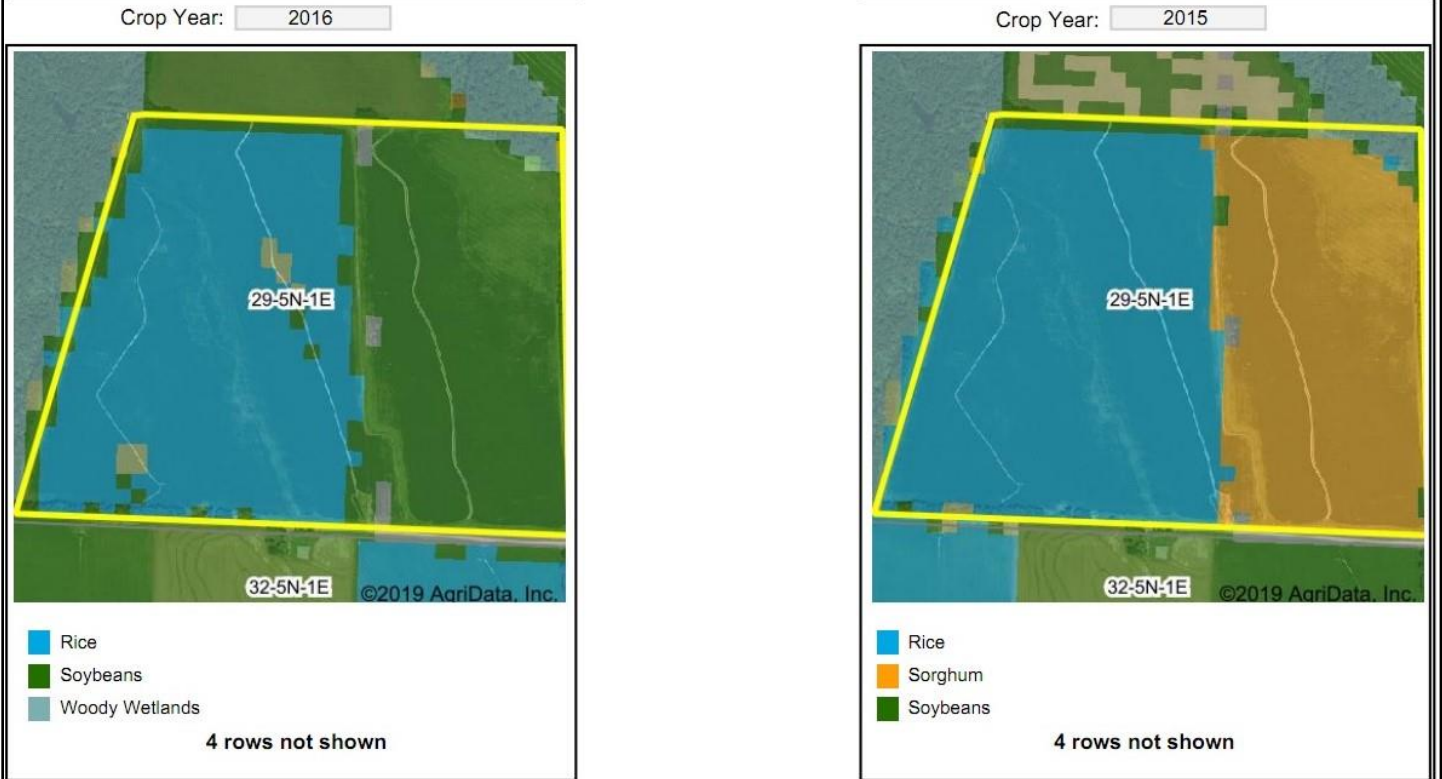 Crop Year: 2016
29-5N-1E
32-5N-1E
©2019 AgriData, Inc.
Rice
Soybeans
Woody Wetlands
4 rows not shown
Crop Year: 2015
29-5N-1E
32-5N-1E
©2019 AgriData, Inc.
Rice
Sorghum
Soybeans
4 rows not shown